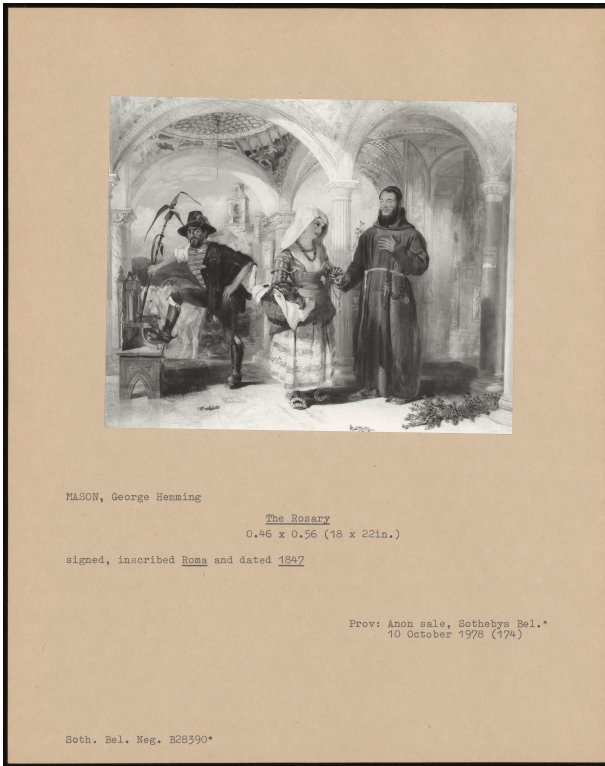 MASON, George Hemming
The Rosary
0.46 x 0.56 (18 x 22in.)
signed, inscribed Roma and dated 1847
Prov: Anon sale, Sothebys Bel.*
10 October 1978 (174)
Soth. Bel. Neg. B28390*